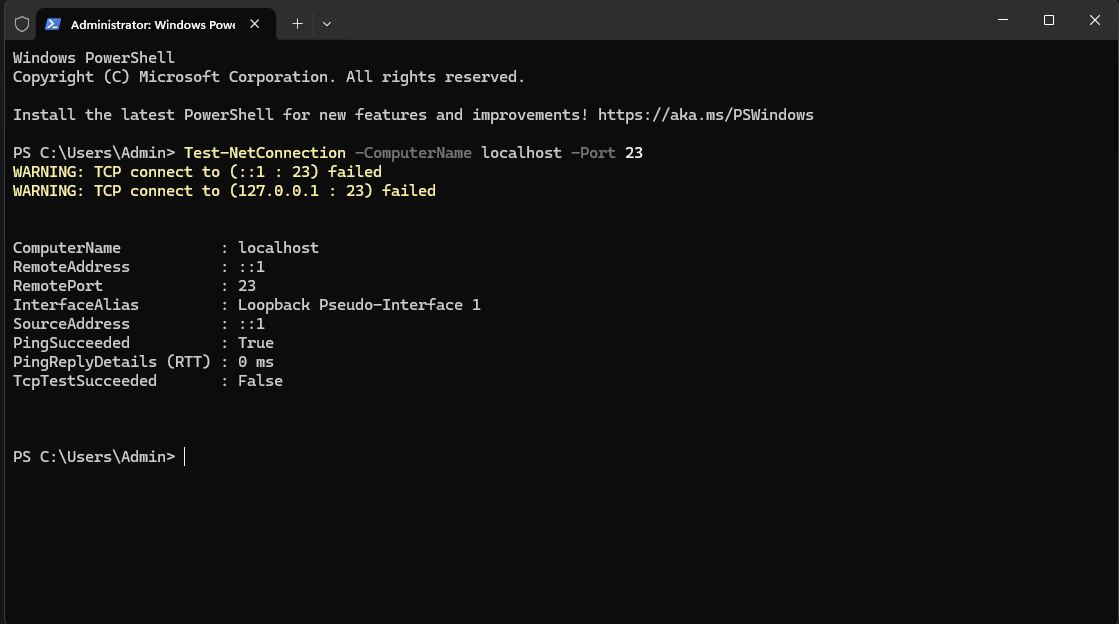 Administrator: Windows Powe
Windows PowerShell
Copyright (C) Microsoft Corporation. All rights reserved.
Install the latest PowerShell for new features and improvements! https://aka.ms/PSWindows
PS C:\Users\Admin> Test-NetConnection -ComputerName localhost -Port 23
WARNING: TCP connect to (::1 : 23) failed
WARNING: TCP connect to (127.0.0.1 : 23) failed
ComputerName : localhost
RemoteAddress : ::1
RemotePort : 23
InterfaceAlias : Loopback Pseudo-Interface 1
SourceAddress : ::1
PingSucceeded : True
PingReplyDetails (RTT) : 0 ms
TcpTestSucceeded : False
PS C:\Users\Admin>